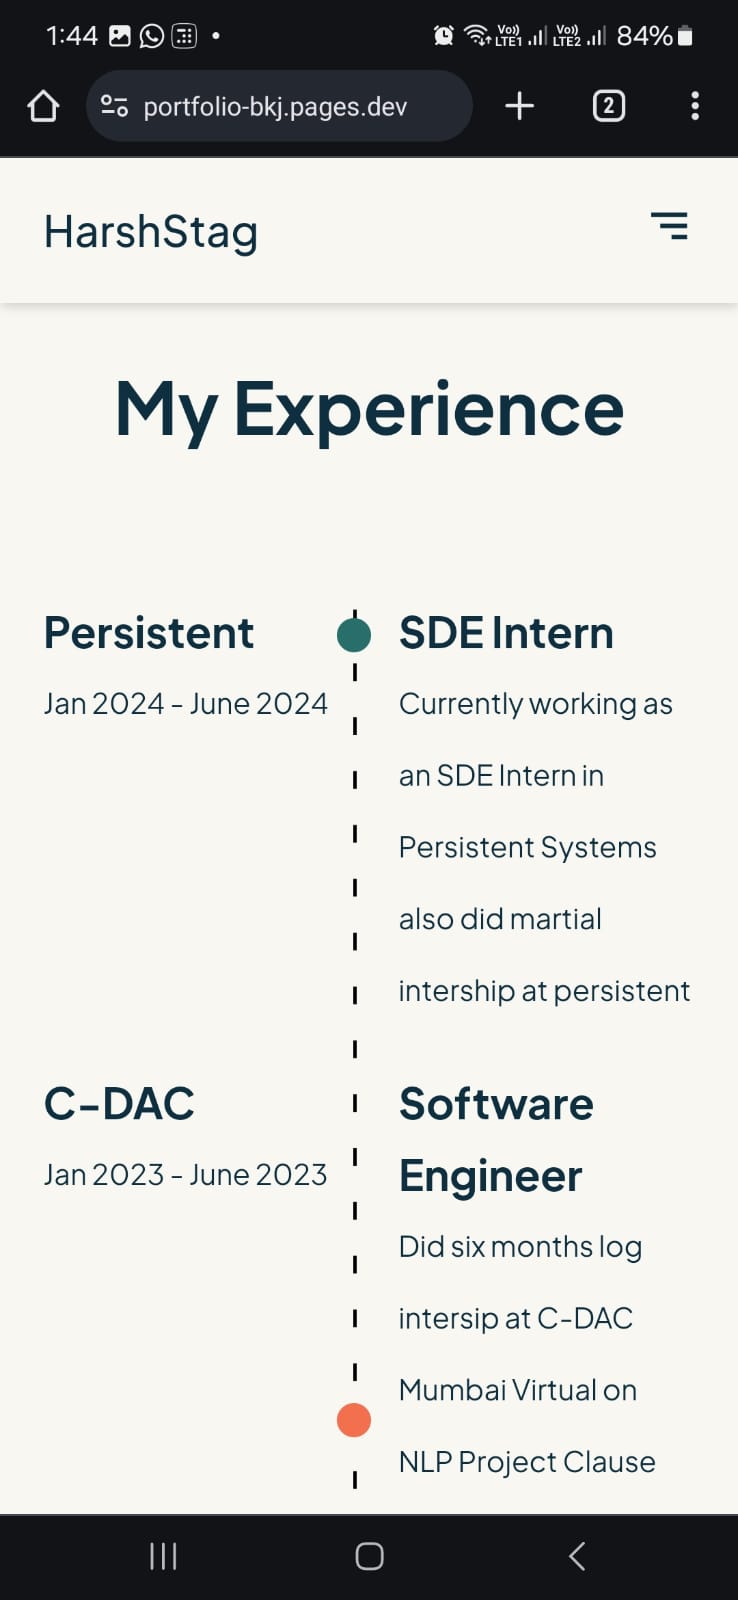 1:44
Vo)) LTE1 Vo)) LTE2 84%
portfolio-bkj.pages.dev
2
HarshStag
My Experience
Persistent
Jan 2024 - June 2024
SDE Intern
Currently working as
an SDE Intern in
Persistent Systems
also did martial
intership at persistent
C-DAC
Jan 2023 - June 2023
Software
Engineer
Did six months log
intersip at C-DAC
Mumbai Virtual on
NLP Project Clause